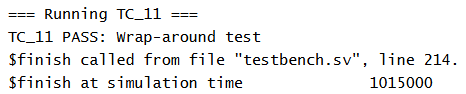 === Running TC_11 ===
TC_11 PASS: Wrap-around test
$finish called from file "testbench.sv", line 214.
$finish at simulation time 1015000